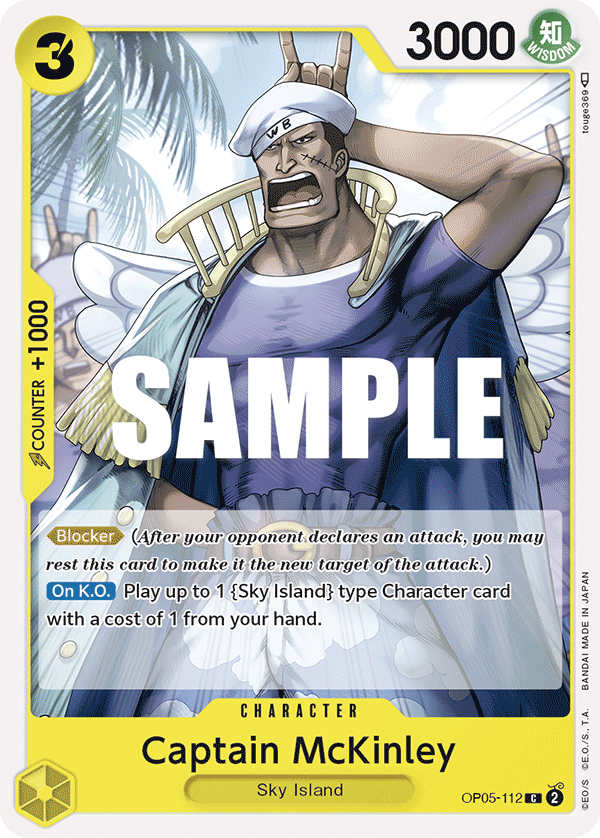 3
3000
知
WISDOM
touge369
WB
COUNTER +1000
SAMPLE
Blocker (After your opponent declares an attack, you may
rest this card to make it the new target of the attack.)
On K.O. Play up to 1 {Sky Island} type Character card
with a cost of 1 from your hand.
CHARACTER
Captain McKinley
Sky Island
OP05-112 C 2
©EO/S ©E.O./S., T.A. BANDAI MADE IN JAPAN